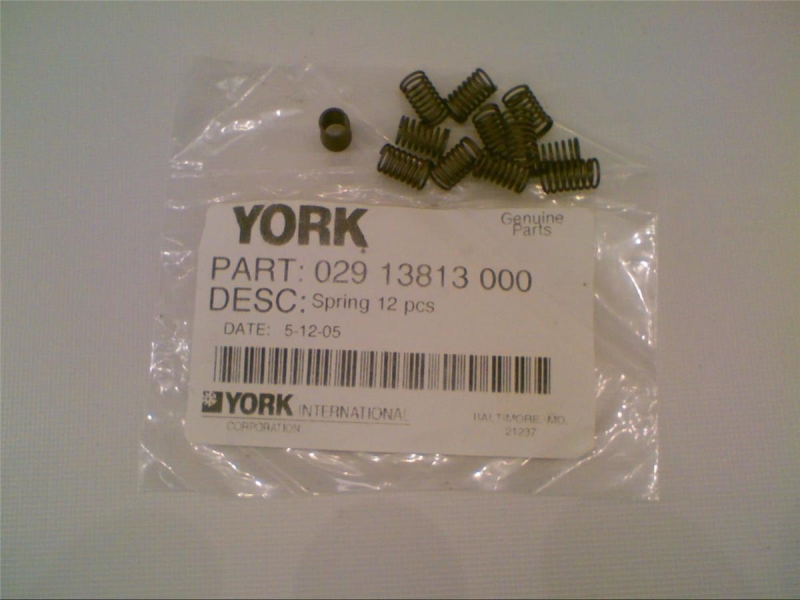 YORK
Genuine
Parts
PART: 029 13813 000
DESC: Spring 12 pcs
DATE: 5-12-05
YORK INTERNATIONAL
CORPORATION
BALTIMORE, MD.
21237